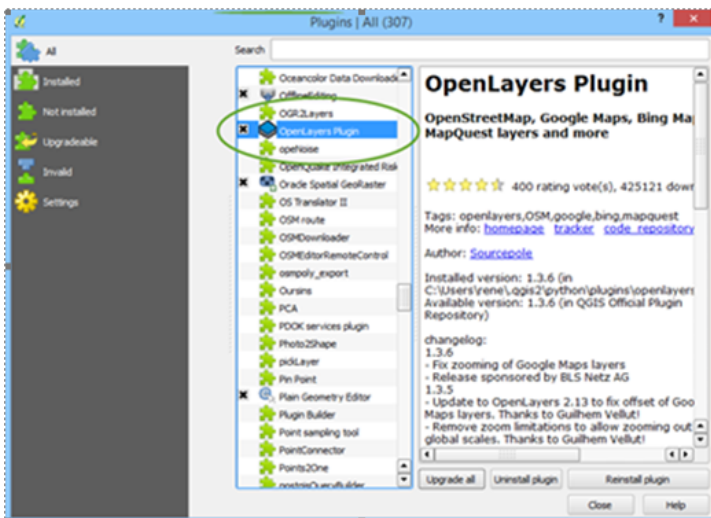 Plugins | All (307)
?
×
All
Installed
Not installed
Upgradeable
Invalid
Settings
Search
Oceancolor Data Downloade
OfflineEditing
OGR2Layers
OpenLayers Plugin
opeNoise
OpenQuake Integrated Risk
Oracle Spatial GeoRaster
OS Translator II
OSM route
OSMDownloader
OSMEditorRemoteControl
osmpoly_export
Oursins
PCA
PDOK services plugin
Photo2Shape
pickLayer
Pin Point
Plain Geometry Editor
Plugin Builder
Point sampling tool
PointConnector
Points2One
postgisQueryBuilder
OpenLayers Plugin
OpenStreetMap, Google Maps, Bing Ma
MapQuest layers and more
400 rating vote(s), 425121 dowr
Tags: openlayers,OSM,google,bing,mapquest
More info: homepage tracker code_repository
Author: Sourcepole
Installed version: 1.3.6 (in
C:\Users\rene\.qgis2\python\plugins\openlayers
Available version: 1.3.6 (in QGIS Official Plugin
Repository)
changelog:
1.3.6
- Fix zooming of Google Maps layers
- Release sponsored by BLS Netz AG
1.3.5
- Update to OpenLayers 2.13 to fix offset of Goo
Maps layers. Thanks to Guilhem Vellut!
- Remove zoom limitations to allow zooming out
global scales. Thanks to Guilhem Vellut!
Upgrade all
Uninstall plugin
Reinstall plugin
Close
Help